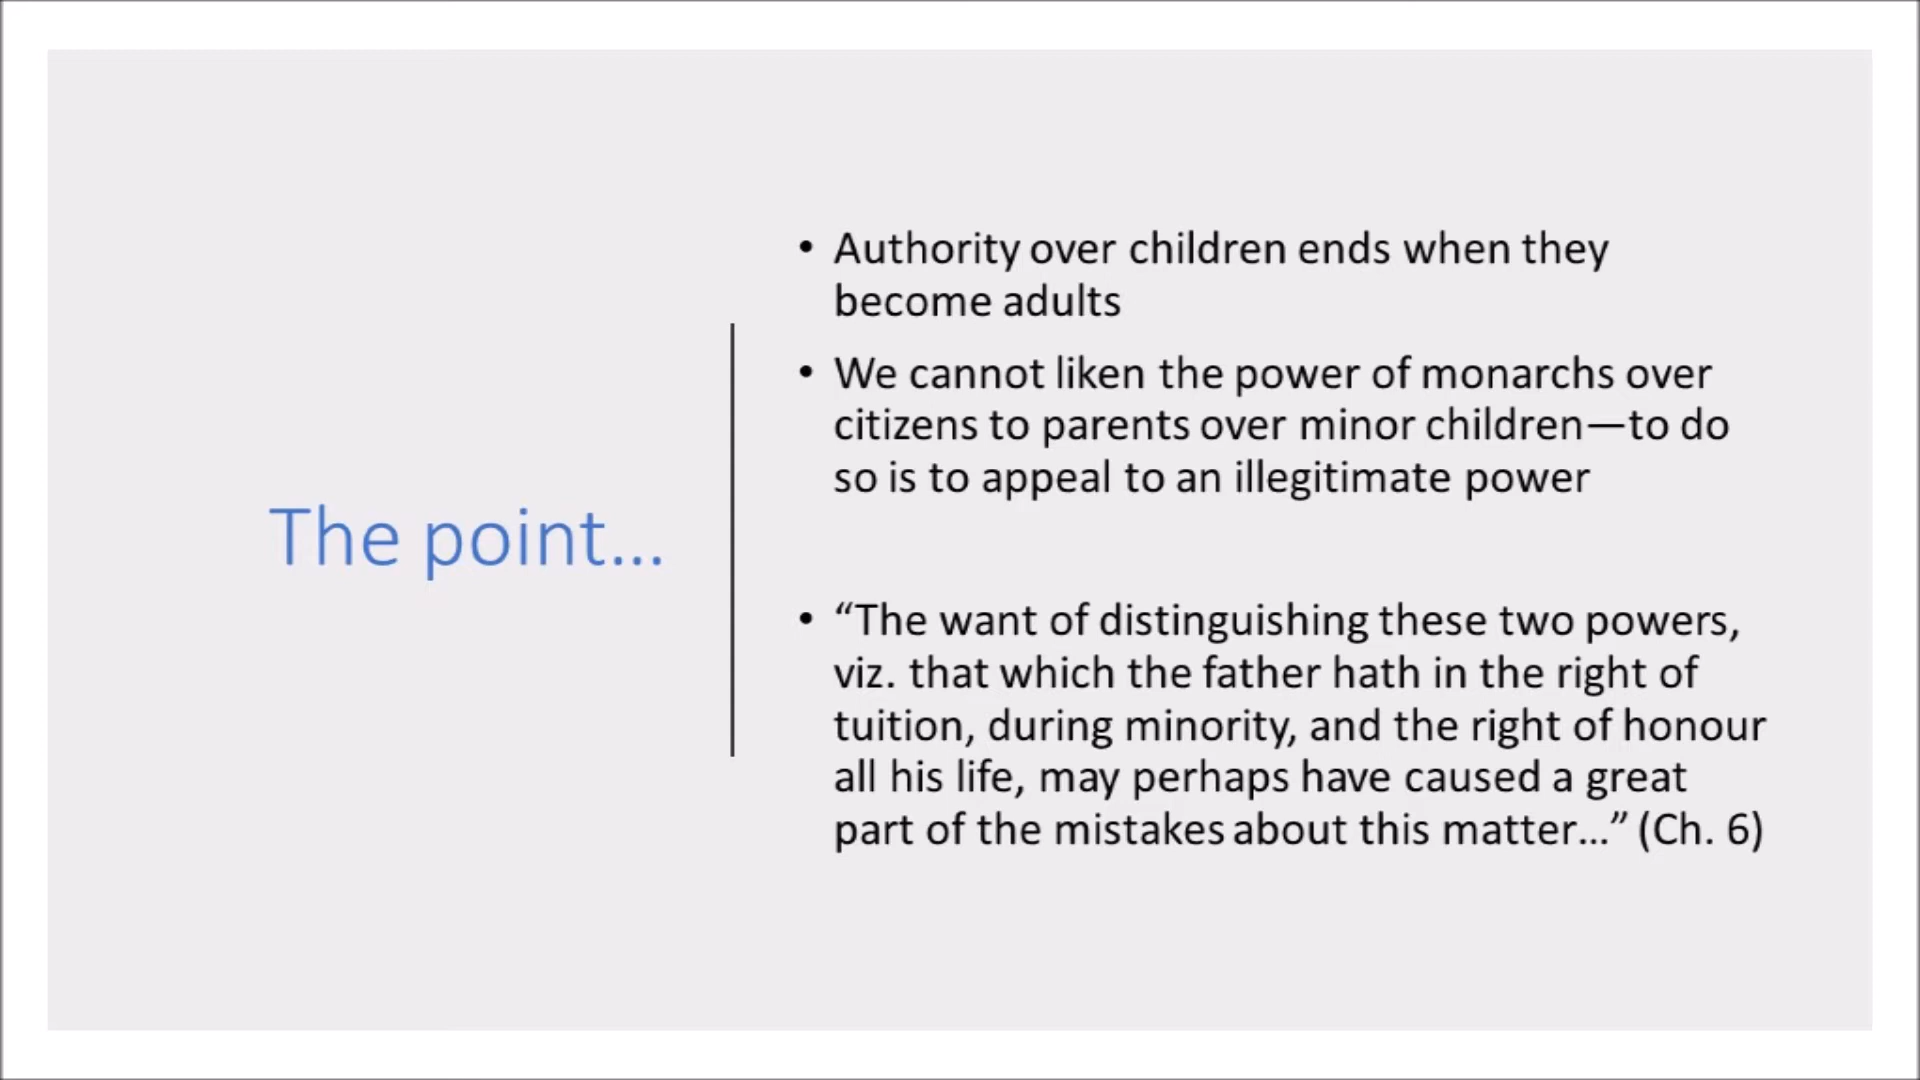 The point...
• Authority over children ends when they
become adults
• We cannot liken the power of monarchs over
citizens to parents over minor children—to do
so is to appeal to an illegitimate power
• “The want of distinguishing these two powers,
viz. that which the father hath in the right of
tuition, during minority, and the right of honour
all his life, may perhaps have caused a great
part of the mistakes about this matter…” (Ch. 6)